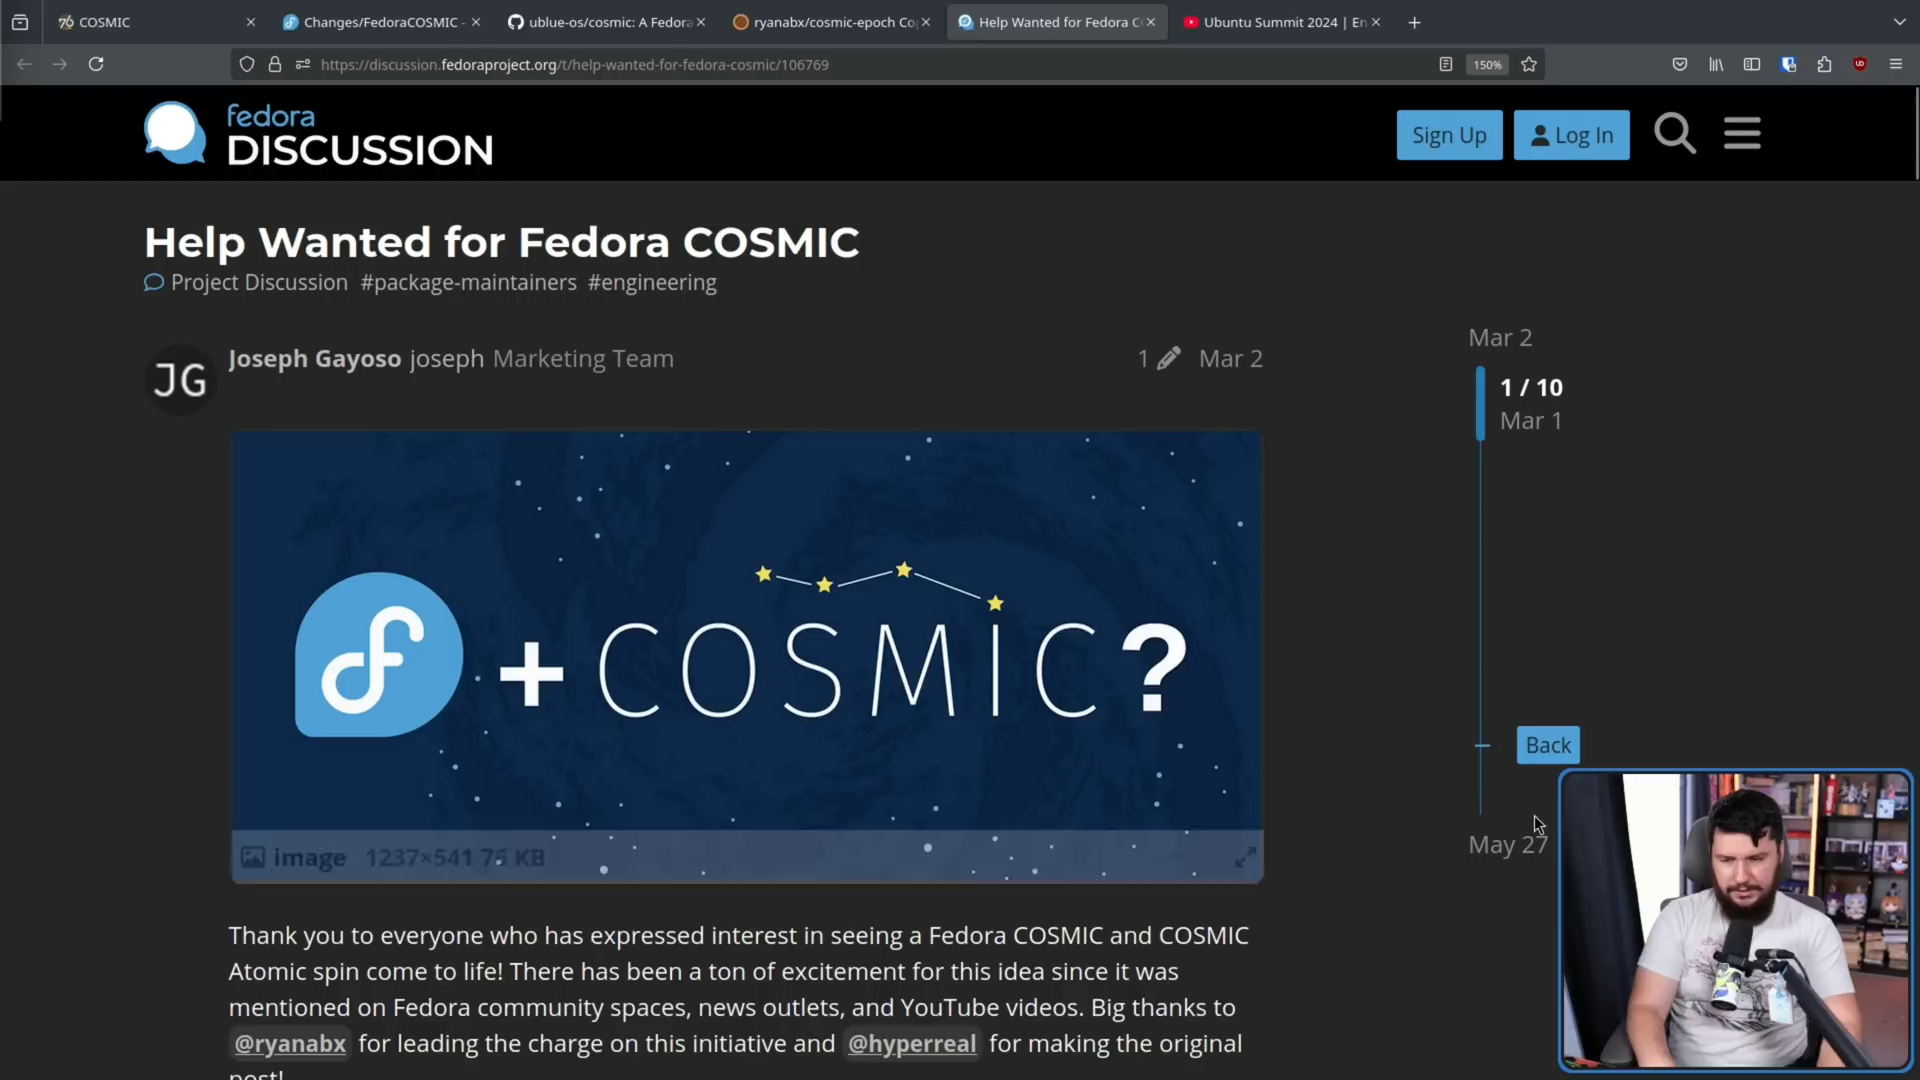 COSMIC
Changes/FedoraCOSMIC -
ublue-os/cosmic: A Fedora
ryanabx/cosmic-epoch Cop
Help Wanted for Fedora C
Ubuntu Summit 2024 | En
https://discussion.fedoraproject.org/t/help-wanted-for-fedora-cosmic/106769
150%
fedora
DISCUSSION
Sign Up
Log In
Help Wanted for Fedora COSMIC
Project Discussion #package-maintainers #engineering
JG
Joseph Gayoso joseph Marketing Team
1
Mar 2
Mar 2
1 / 10
Mar 1
+ COSMIC?
Back
May 27
image 1237×541 76 KB
Thank you to everyone who has expressed interest in seeing a Fedora COSMIC and COSMIC
Atomic spin come to life! There has been a ton of excitement for this idea since it was
mentioned on Fedora community spaces, news outlets, and YouTube videos. Big thanks to
@ryanabx for leading the charge on this initiative and @hyperreal for making the original
post!